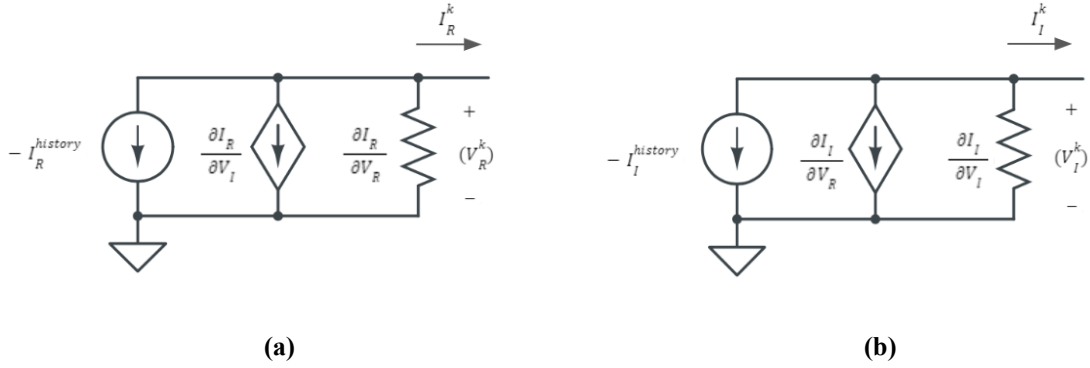 I_R^k
− I_R^{history}
∂I_R / ∂V_I
∂I_R / ∂V_R
+
(V_R^k)
−
(a)
I_I^k
− I_I^{history}
∂I_I / ∂V_R
∂I_I / ∂V_I
+
(V_I^k)
−
(b)